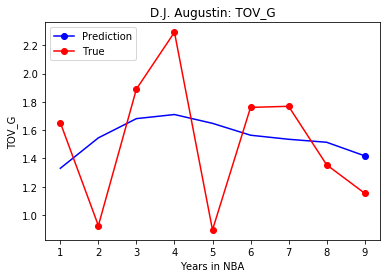 D.J. Augustin: TOV_G
Prediction
True
TOV_G
2.2
2.0
1.8
1.6
1.4
1.2
1.0
1 2 3 4 5 6 7 8 9
Years in NBA